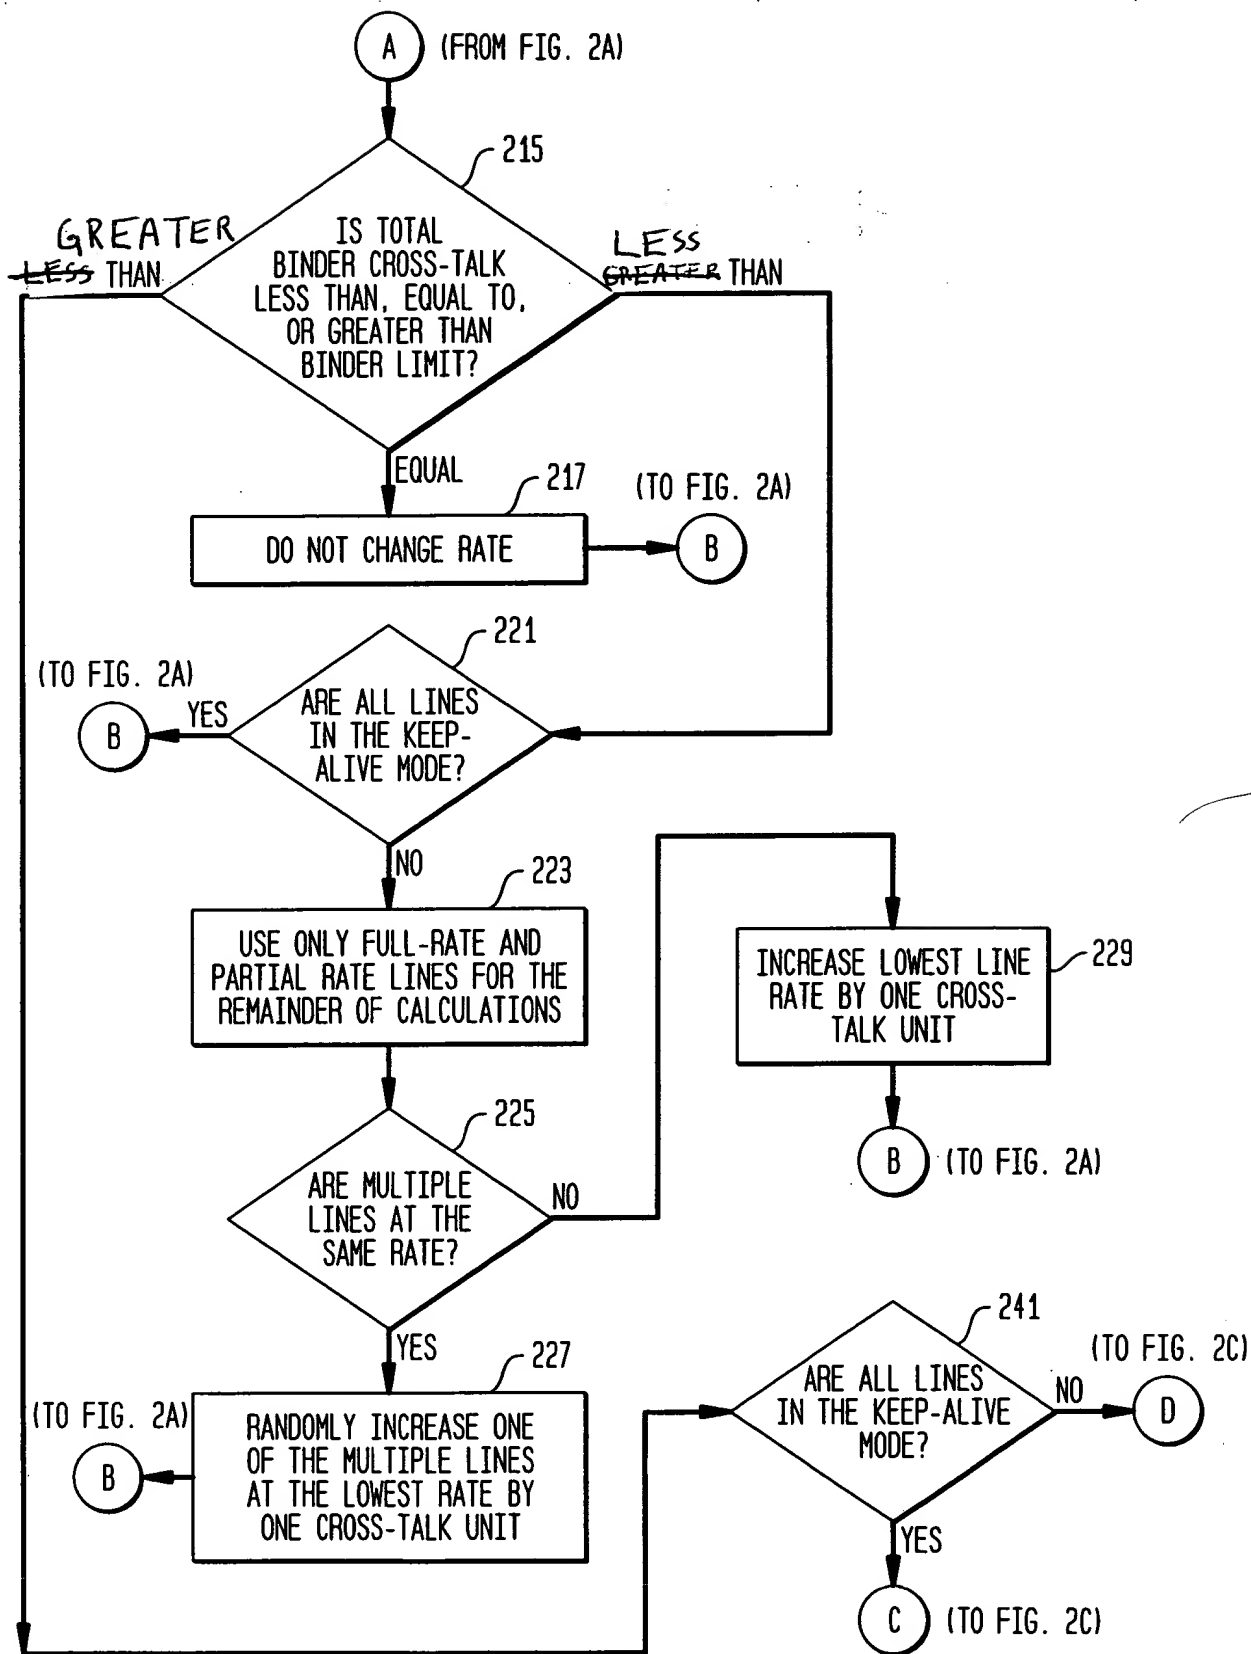 A (FROM FIG. 2A)
215
IS TOTAL
BINDER CROSS-TALK
LESS THAN, EQUAL TO,
OR GREATER THAN
BINDER LIMIT?
GREATER
LESS THAN
LESS
GREATER THAN
EQUAL
217
(TO FIG. 2A)
DO NOT CHANGE RATE
B
221
(TO FIG. 2A)
ARE ALL LINES
IN THE KEEP-
ALIVE MODE?
YES
B
NO
223
USE ONLY FULL-RATE AND
PARTIAL RATE LINES FOR THE
REMAINDER OF CALCULATIONS
229
INCREASE LOWEST LINE
RATE BY ONE CROSS-
TALK UNIT
B (TO FIG. 2A)
225
ARE MULTIPLE
LINES AT THE
SAME RATE?
NO
YES
227
(TO FIG. 2A)
B
RANDOMLY INCREASE ONE
OF THE MULTIPLE LINES
AT THE LOWEST RATE BY
ONE CROSS-TALK UNIT
241
ARE ALL LINES
IN THE KEEP-ALIVE
MODE?
NO
(TO FIG. 2C)
D
YES
C (TO FIG. 2C)